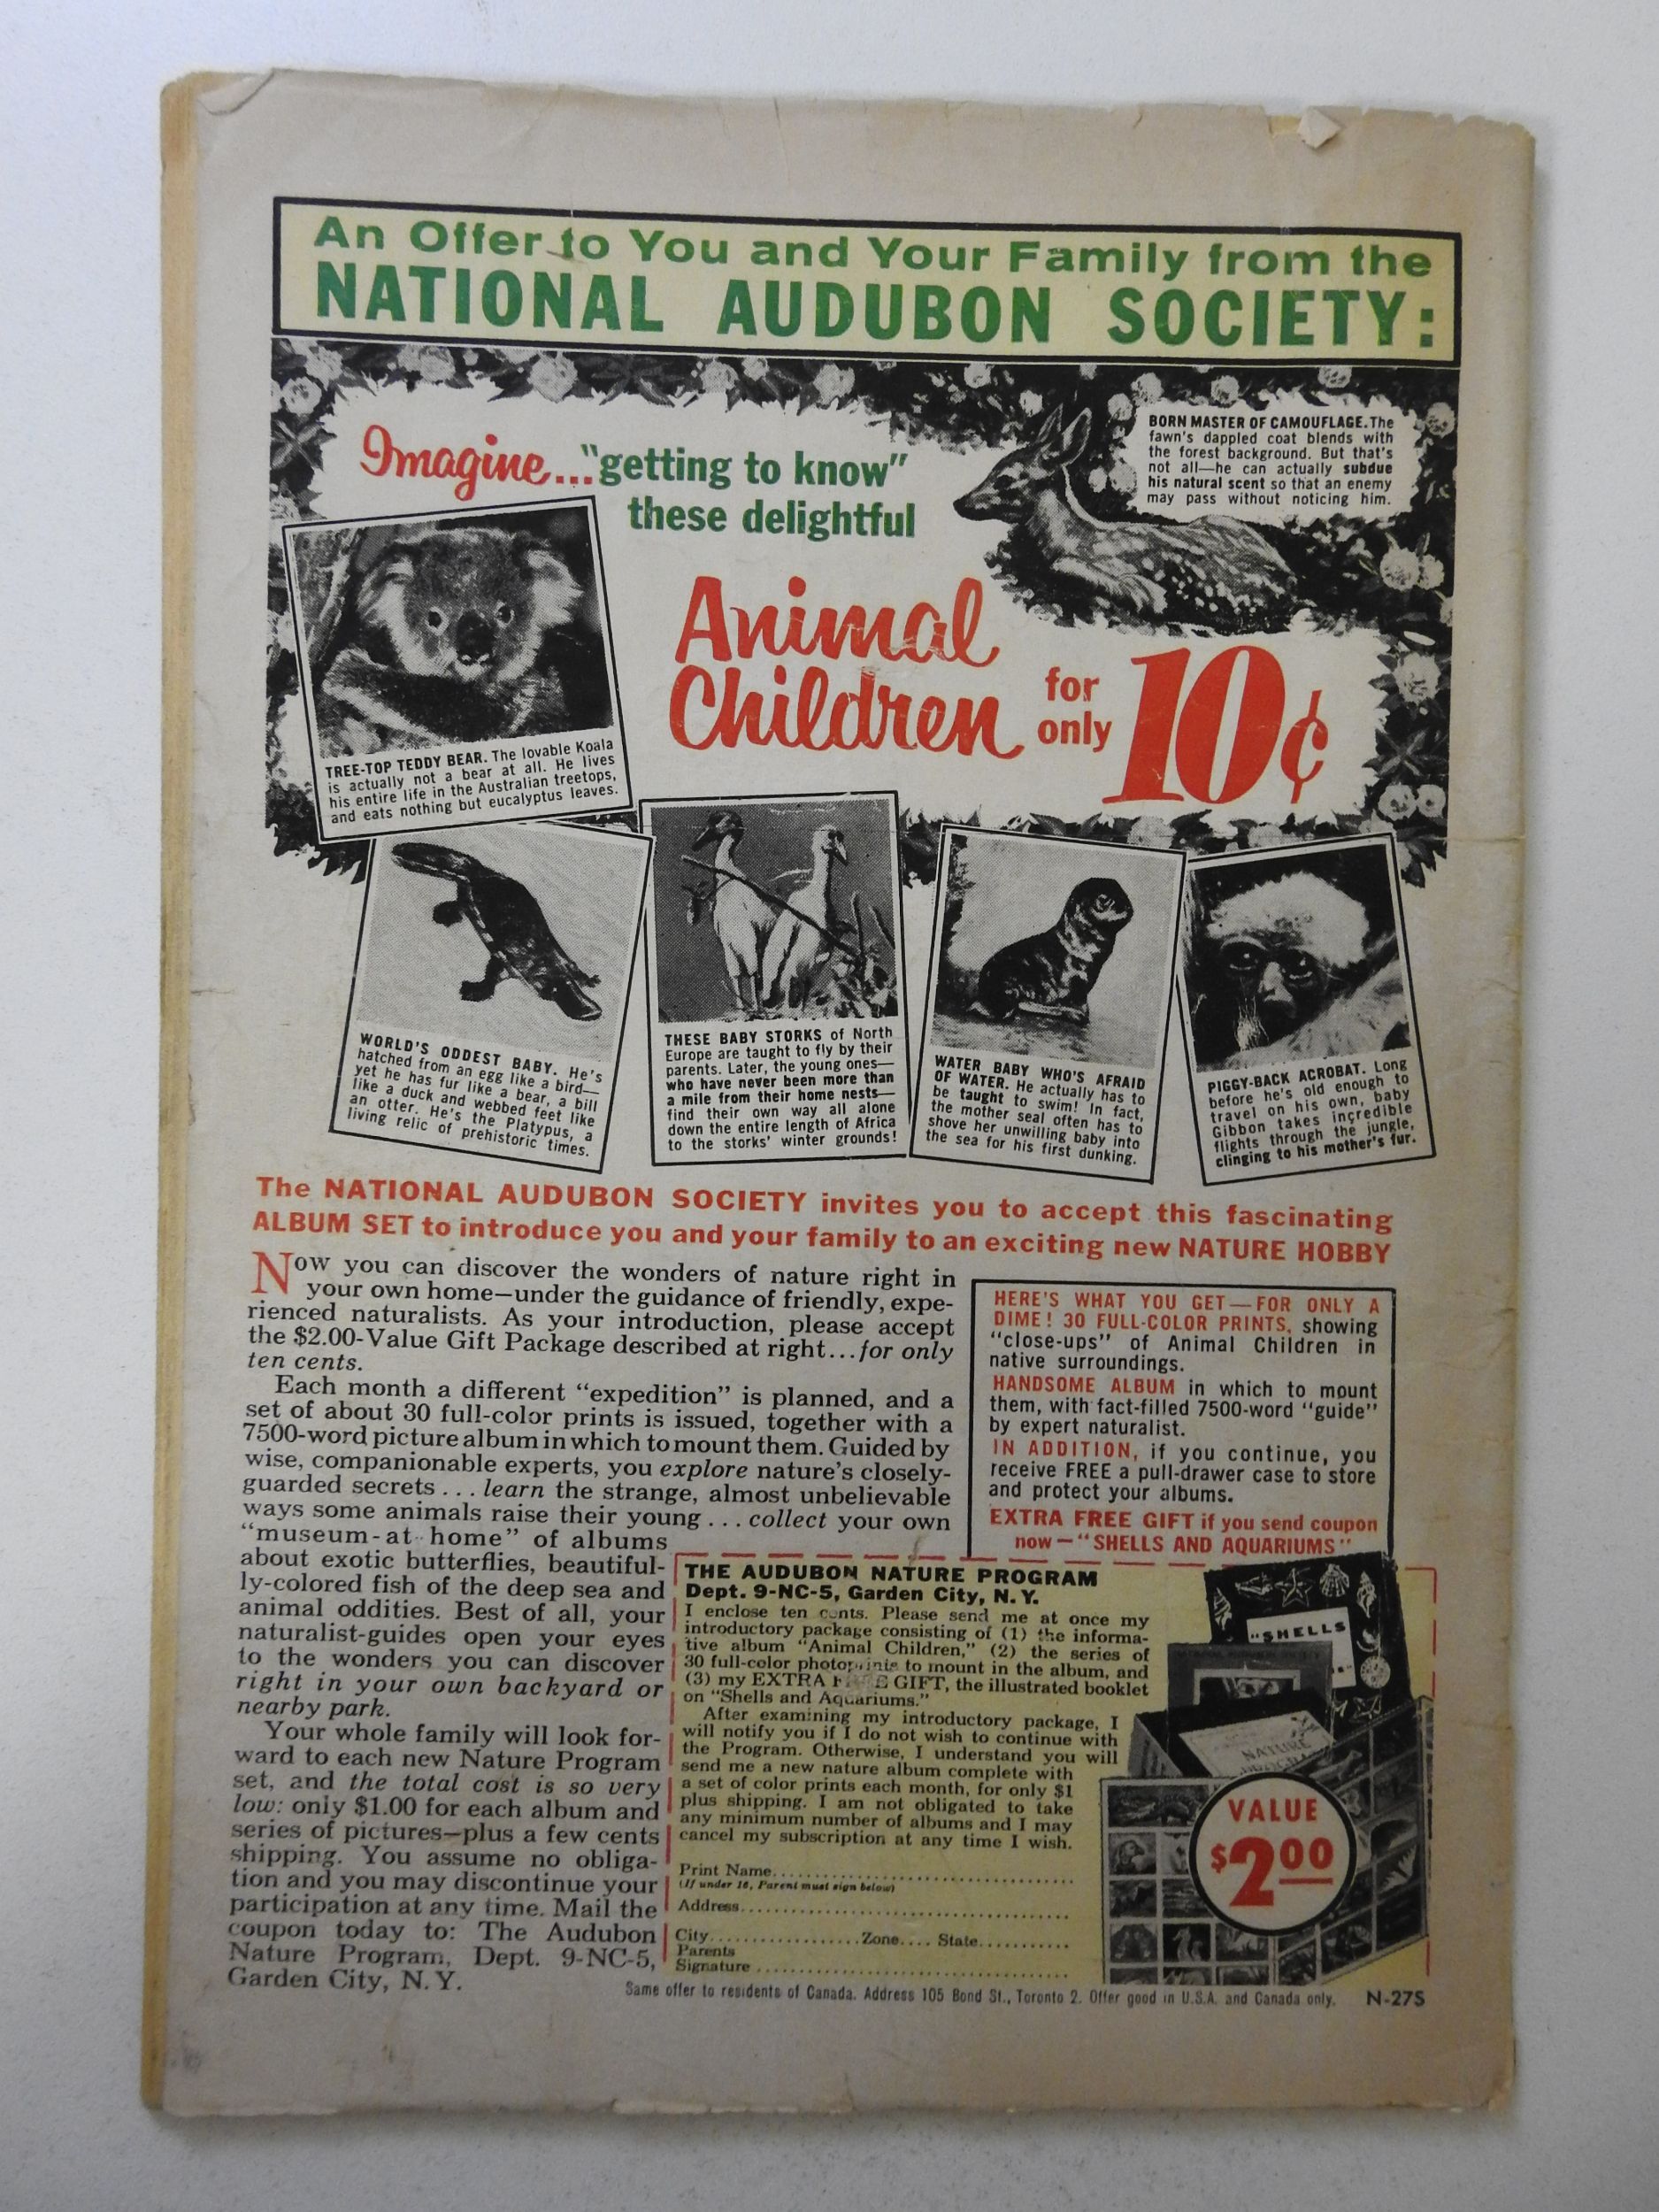 An Offer to You and Your Family from the
NATIONAL AUDUBON SOCIETY:
Imagine..."getting to know"
these delightful
Animal
Children
for
only
10¢
BORN MASTER OF CAMOUFLAGE. The
fawn's dappled coat blends with
the forest background. But that's
not all—he can actually subdue
his natural scent so that an enemy
may pass without noticing him.
TREE-TOP TEDDY BEAR. The lovable Koala
is actually not a bear at all. He lives
his entire life in the Australian treetops,
and eats nothing but eucalyptus leaves.
WORLD'S ODDEST BABY. He's
hatched from an egg like a bird—
yet he has fur like a bear, a bill
like a duck and webbed feet like
an otter. He's the Platypus, a
living relic of prehistoric times.
THESE BABY STORKS of North
Europe are taught to fly by their
parents. Later, the young ones—
who have never been more than
a mile from their home nests—
find their own way all alone
down the entire length of Africa
to the storks' winter grounds!
WATER BABY WHO'S AFRAID
OF WATER. He actually has to
be taught to swim! In fact,
the mother seal often has to
shove her unwilling baby into
the sea for his first dunking.
PIGGY-BACK ACROBAT. Long
before he's old enough to
travel on his own, baby
Gibbon takes incredible
flights through the jungle,
clinging to his mother's fur.
The NATIONAL AUDUBON SOCIETY invites you to accept this fascinating
ALBUM SET to introduce you and your family to an exciting new NATURE HOBBY
Now you can discover the wonders of nature right in
your own home—under the guidance of friendly, expe-
rienced naturalists. As your introduction, please accept
the $2.00-Value Gift Package described at right...for only
ten cents.
Each month a different "expedition" is planned, and a
set of about 30 full-color prints is issued, together with a
7500-word picture album in which to mount them. Guided by
wise, companionable experts, you explore nature's closely-
guarded secrets ... learn the strange, almost unbelievable
ways some animals raise their young ... collect your own
"museum-at-home" of albums
about exotic butterflies, beautiful-
ly-colored fish of the deep sea and
animal oddities. Best of all, your
naturalist-guides open your eyes
to the wonders you can discover
right in your own backyard or
nearby park.
Your whole family will look for-
ward to each new Nature Program
set, and the total cost is so very
low: only $1.00 for each album and
series of pictures—plus a few cents
shipping. You assume no obliga-
tion and you may discontinue your
participation at any time. Mail the
coupon today to: The Audubon
Nature Program, Dept. 9-NC-5,
Garden City, N. Y.
HERE'S WHAT YOU GET—FOR ONLY A
DIME! 30 FULL-COLOR PRINTS, showing
"close-ups" of Animal Children in
native surroundings.
HANDSOME ALBUM in which to mount
them, with fact-filled 7500-word "guide"
by expert naturalist.
IN ADDITION, if you continue, you
receive FREE a pull-drawer case to store
and protect your albums.
EXTRA FREE GIFT if you send coupon
now—"SHELLS AND AQUARIUMS"
THE AUDUBON NATURE PROGRAM
Dept. 9-NC-5, Garden City, N. Y.
I enclose ten cents. Please send me at once my
introductory package consisting of (1) the informa-
tive album "Animal Children," (2) the series of
30 full-color photoprints to mount in the album, and
(3) my EXTRA FREE GIFT, the illustrated booklet
on "Shells and Aquariums."
After examining my introductory package, I
will notify you if I do not wish to continue with
the Program. Otherwise, I understand you will
send me a new nature album complete with
a set of color prints each month, for only $1
plus shipping. I am not obligated to take
any minimum number of albums and I may
cancel my subscription at any time I wish.
Print Name
(If under 16, Parent must sign below)
Address
City Zone State
Parents
Signature
"SHELLS
NATURE
VALUE
$2.00
Same offer to residents of Canada. Address 105 Bond St., Toronto 2. Offer good in U.S.A. and Canada only. N-27S